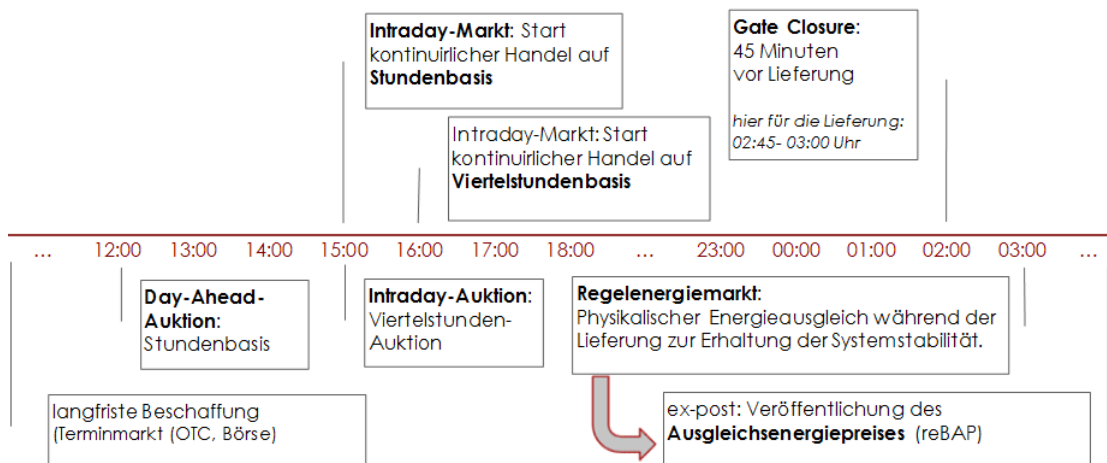 Intraday-Markt: Start
kontinuirlicher Handel auf
Stundenbasis
Gate Closure:
45 Minuten
vor Lieferung
hier für die Lieferung:
02:45- 03:00 Uhr
Intraday-Markt: Start
kontinuirlicher Handel auf
Viertelstundenbasis
... 12:00 13:00 14:00 15:00 16:00 17:00 18:00 ... 23:00 00:00 01:00 02:00 03:00 ...
Day-Ahead-
Auktion:
Stundenbasis
Intraday-Auktion:
Viertelstunden-
Auktion
Regelenergiemarkt:
Physikalischer Energieausgleich während der
Lieferung zur Erhaltung der Systemstabilität.
langfriste Beschaffung
(Terminmarkt (OTC, Börse)
ex-post: Veröffentlichung des
Ausgleichsenergiepreises (reBAP)